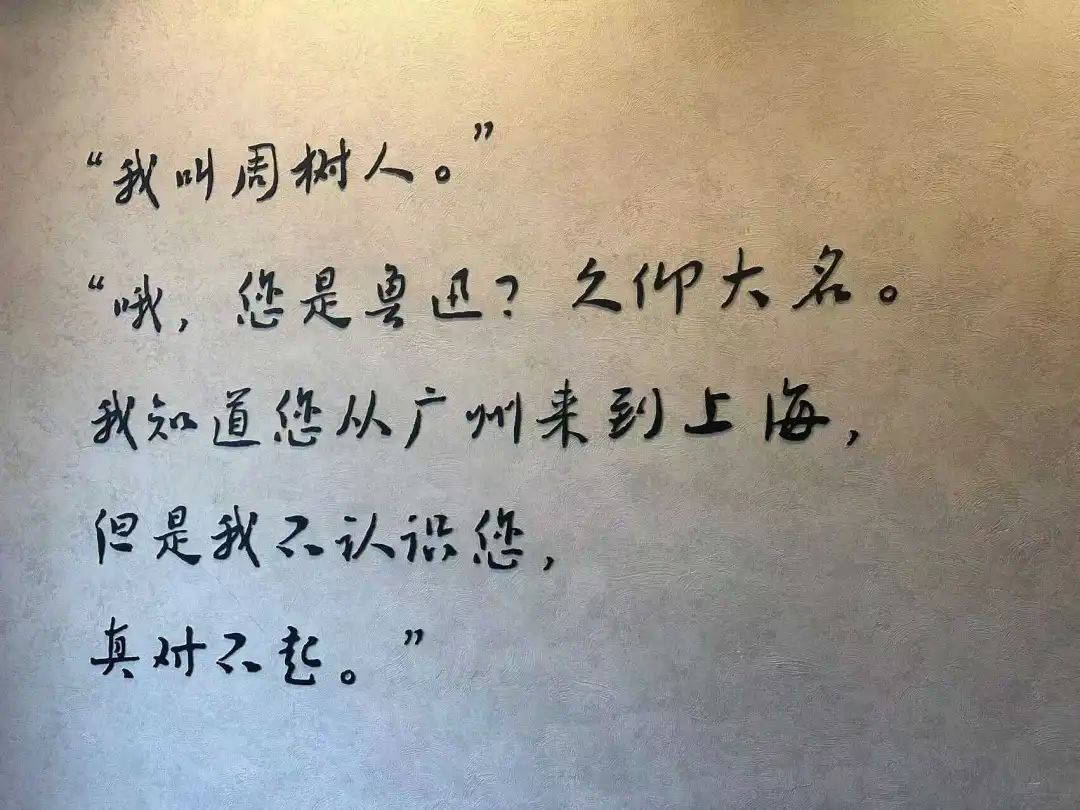 “我叫周树人。”
“哦，您是鲁迅？久仰大名。
我知道您从广州来到上海，
但是我不认识您，
真对不起。”